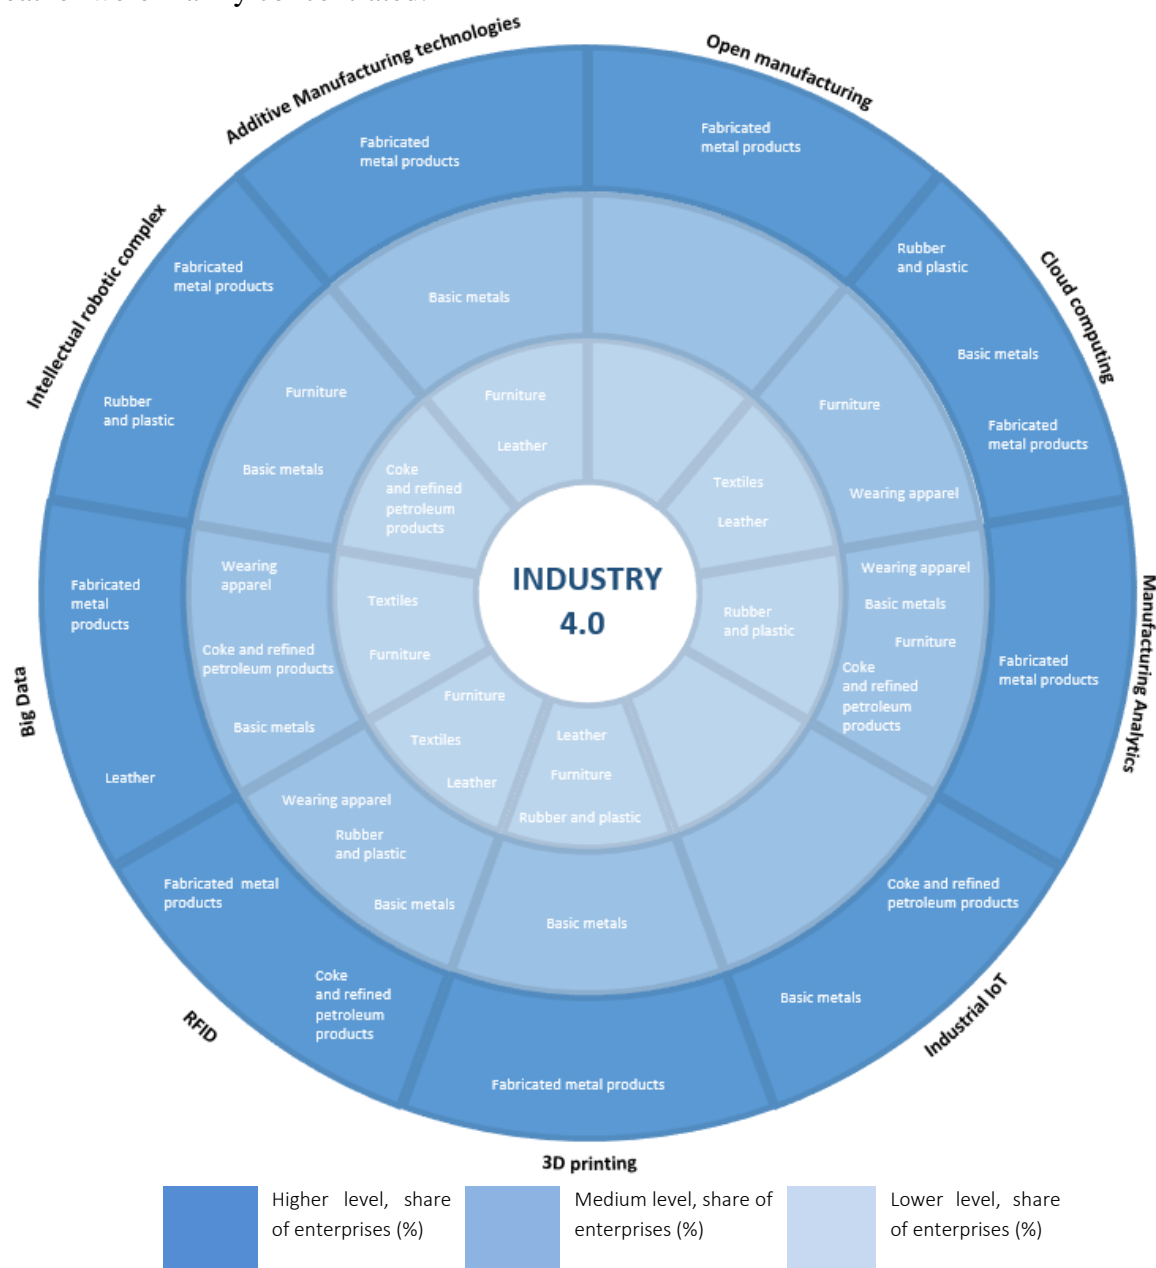 Additive Manufacturing technologies
Open manufacturing
Fabricated
metal products
Fabricated
metal products
Intellectual robotic complex
Cloud computing
Fabricated
metal products
Rubber
and plastic
Rubber
and plastic
Basic metals
Fabricated
metal products
Basic metals
Furniture
Basic metals
Furniture
Wearing apparel
Furniture
Leather
Coke
and refined
petroleum
products
Textiles
Leather
INDUSTRY
4.0
Big Data
Fabricated
metal
products
Leather
Wearing
apparel
Coke and refined
petroleum products
Basic metals
Textiles
Furniture
Rubber
and plastic
Wearing apparel
Basic metals
Furniture
Coke
and refined
petroleum
products
Fabricated
metal products
Manufacturing Analytics
Furniture
Textiles
Leather
Leather
Furniture
Rubber and plastic
Wearing apparel
Rubber
and plastic
Basic metals
Basic metals
Fabricated metal
products
Coke
and refined
petroleum
products
RFID
Fabricated metal products
3D printing
Coke and refined
petroleum products
Basic metals
Industrial IoT
Higher level, share
of enterprises (%)
Medium level, share of
enterprises (%)
Lower level, share
of enterprises (%)